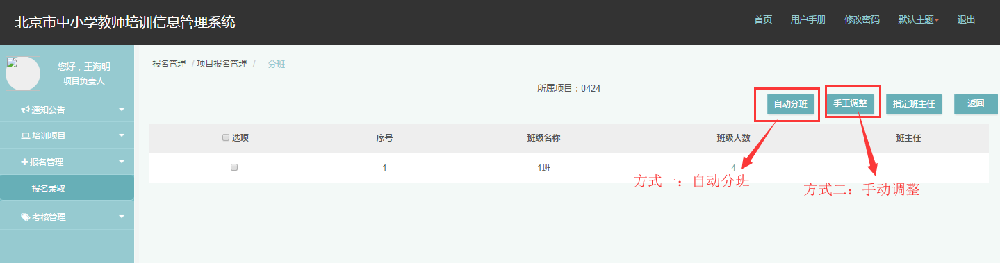 北京市中小学教师培训信息管理系统
首页 用户手册 修改密码 默认主题 退出
您好，王海明
项目负责人
通知公告
培训项目
报名管理
报名录取
考核管理
报名管理 / 项目报名管理 / 分班
所属项目：0424
自动分班 手工调整 指定班主任 返回
选项 序号 班级名称 班级人数 班主任
1 1班 4
方式一：自动分班
方式二：手动调整